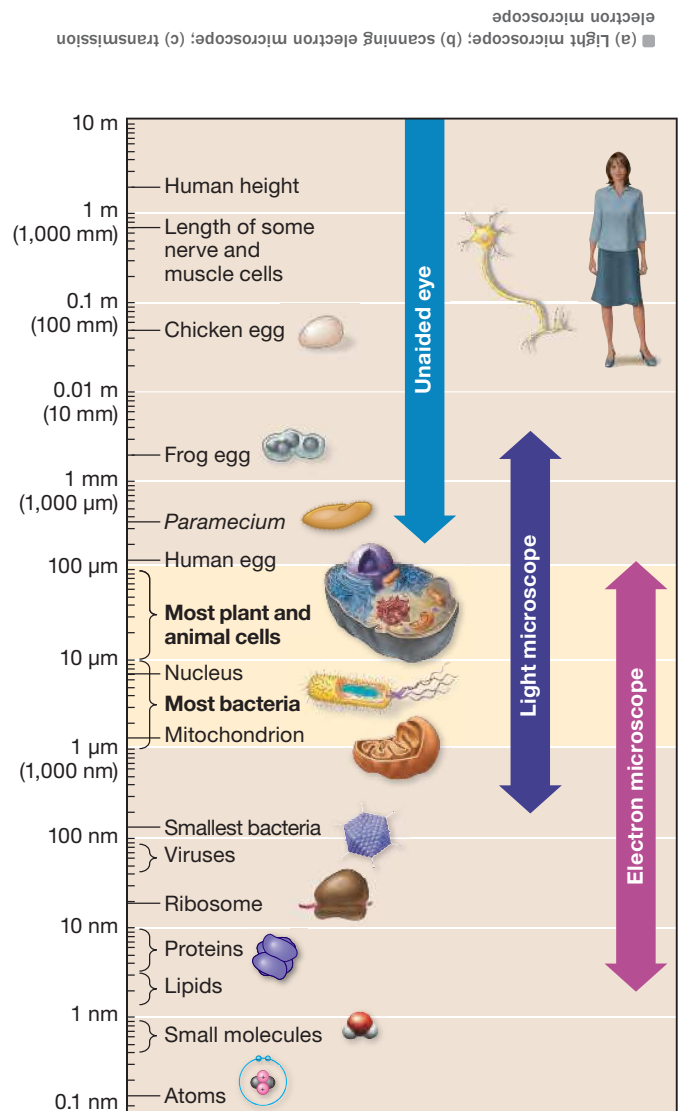 ■ (a) Light microscope; (b) scanning electron microscope; (c) transmission
electron microscope
10 m
Human height
1 m
(1,000 mm)
Length of some
nerve and
muscle cells
0.1 m
(100 mm)
Chicken egg
Unaided eye
0.01 m
(10 mm)
Frog egg
1 mm
(1,000 µm)
Paramecium
Human egg
100 µm
Most plant and
animal cells
10 µm
Nucleus
Most bacteria
Mitochondrion
Light microscope
1 µm
(1,000 nm)
Smallest bacteria
100 nm
Viruses
Electron microscope
Ribosome
10 nm
Proteins
Lipids
1 nm
Small molecules
Atoms
0.1 nm
+
+